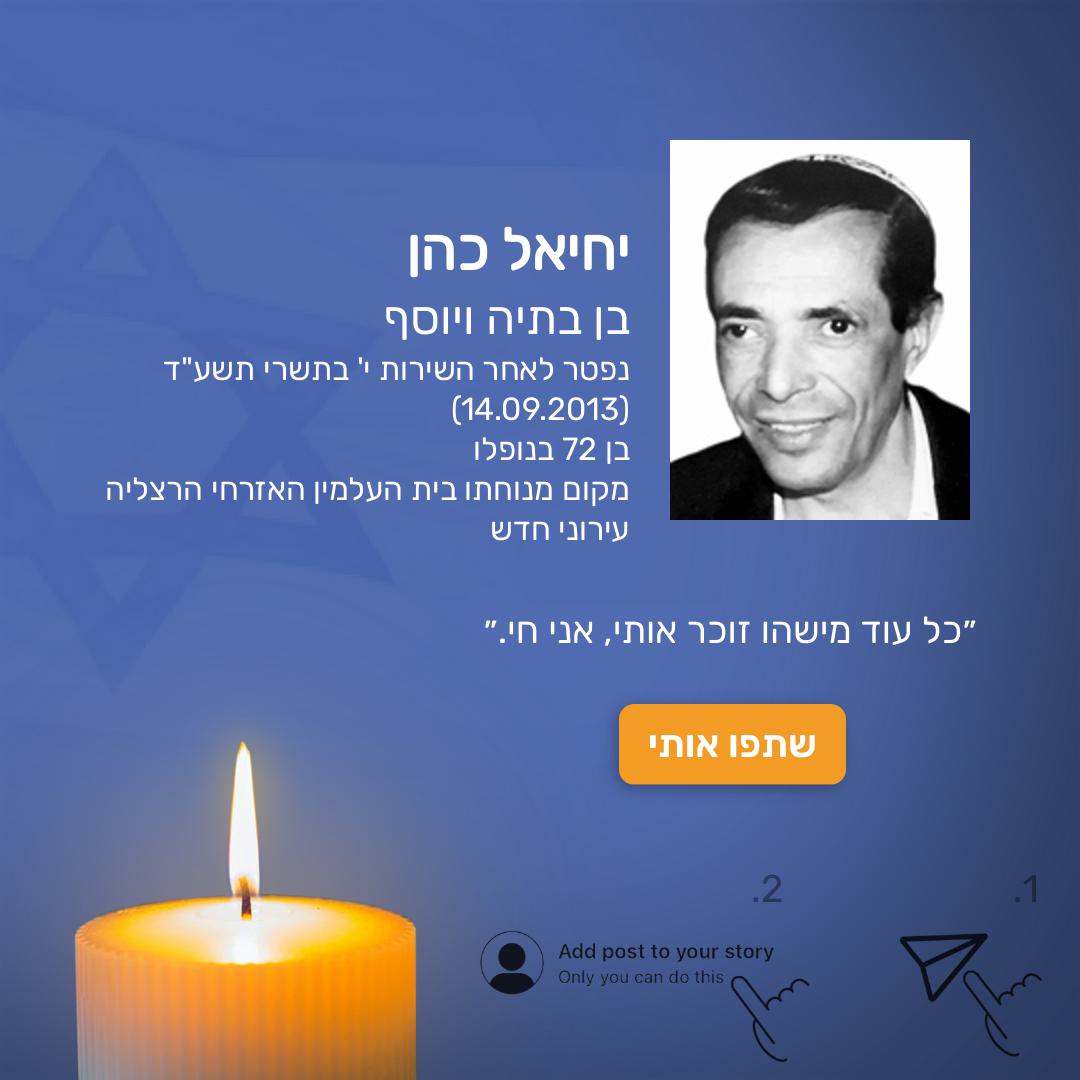 יחיאל כהן
בן בתיה ויוסף
נפטר לאחר השירות י' בתשרי תשע"ד
(14.09.2013)
בן 72 בנופלו
מקום מנוחתו בית העלמין האזרחי הרצליה
עירוני חדש
״כל עוד מישהו זוכר אותי, אני חי.״
שתפו אותי
1.
2.
Add post to your story
Only you can do this